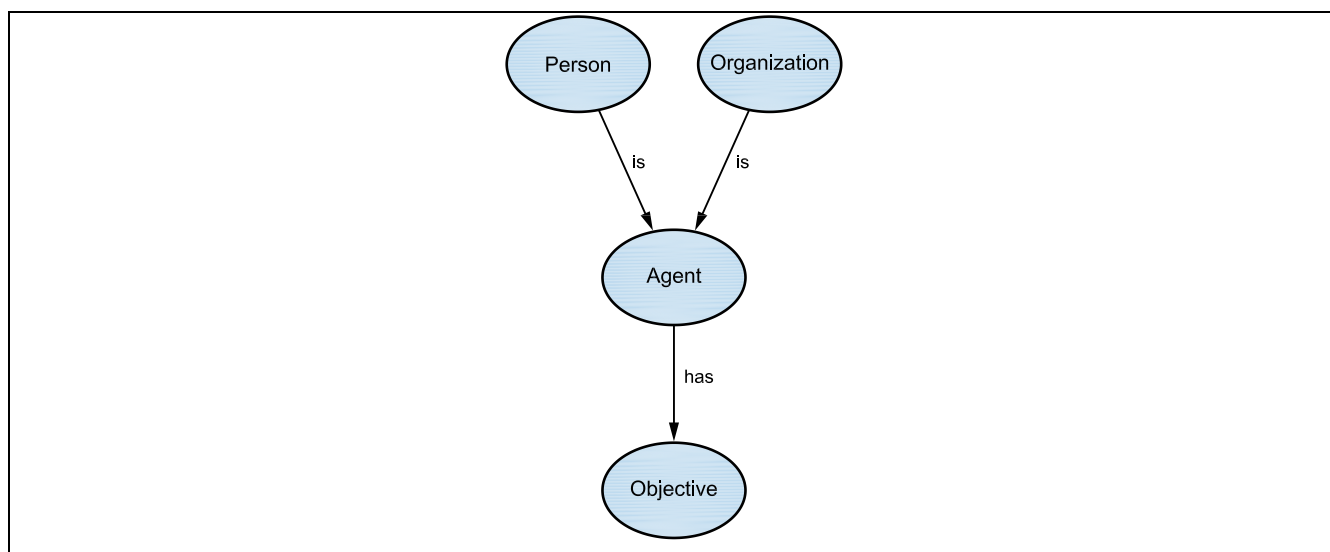 Person
Organization
is
is
Agent
has
Objective